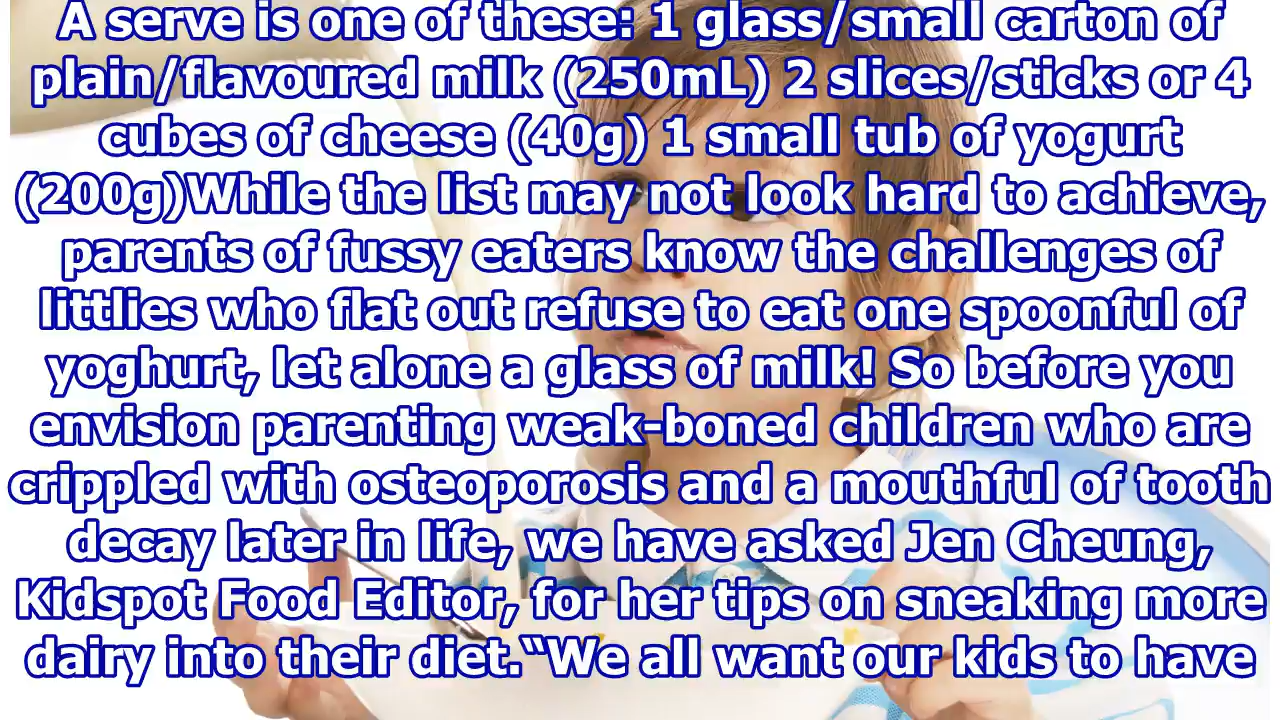 A serve is one of these: 1 glass/small carton of
plain/flavoured milk (250mL) 2 slices/sticks or 4
cubes of cheese (40g) 1 small tub of yogurt
(200g)While the list may not look hard to achieve,
parents of fussy eaters know the challenges of
littlies who flat out refuse to eat one spoonful of
yoghurt, let alone a glass of milk! So before you
envision parenting weak-boned children who are
crippled with osteoporosis and a mouthful of tooth
decay later in life, we have asked Jen Cheung,
Kidspot Food Editor, for her tips on sneaking more
dairy into their diet.“We all want our kids to have